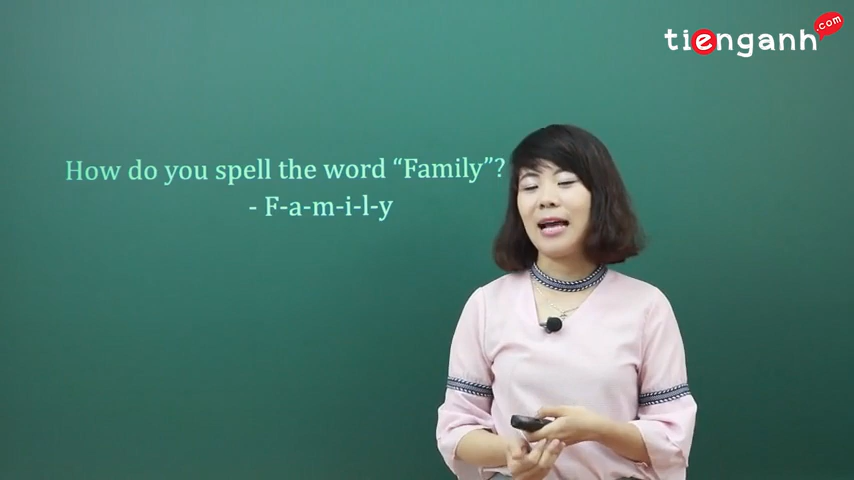 tienganh.com
How do you spell the word “Family”?
- F-a-m-i-l-y